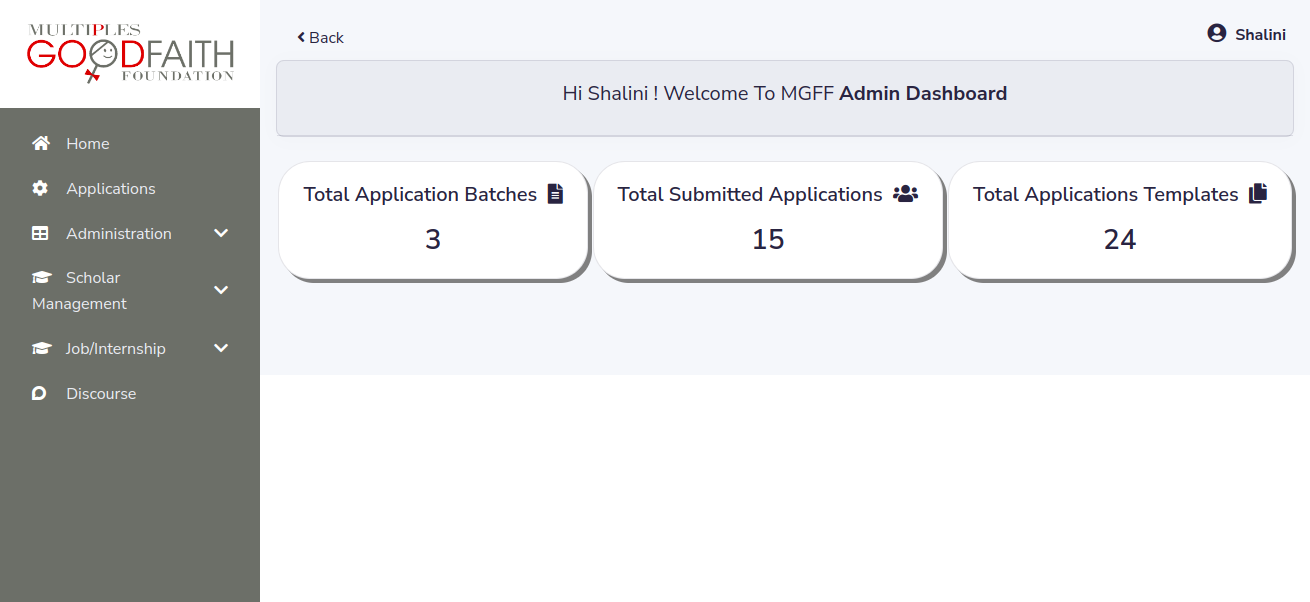 MULTIPLES
GOODFAITH
FOUNDATION
Home
Applications
Administration
Scholar
Management
Job/Internship
Discourse
Back
Shalini
Hi Shalini ! Welcome To MGFF Admin Dashboard
Total Application Batches
3
Total Submitted Applications
15
Total Applications Templates
24